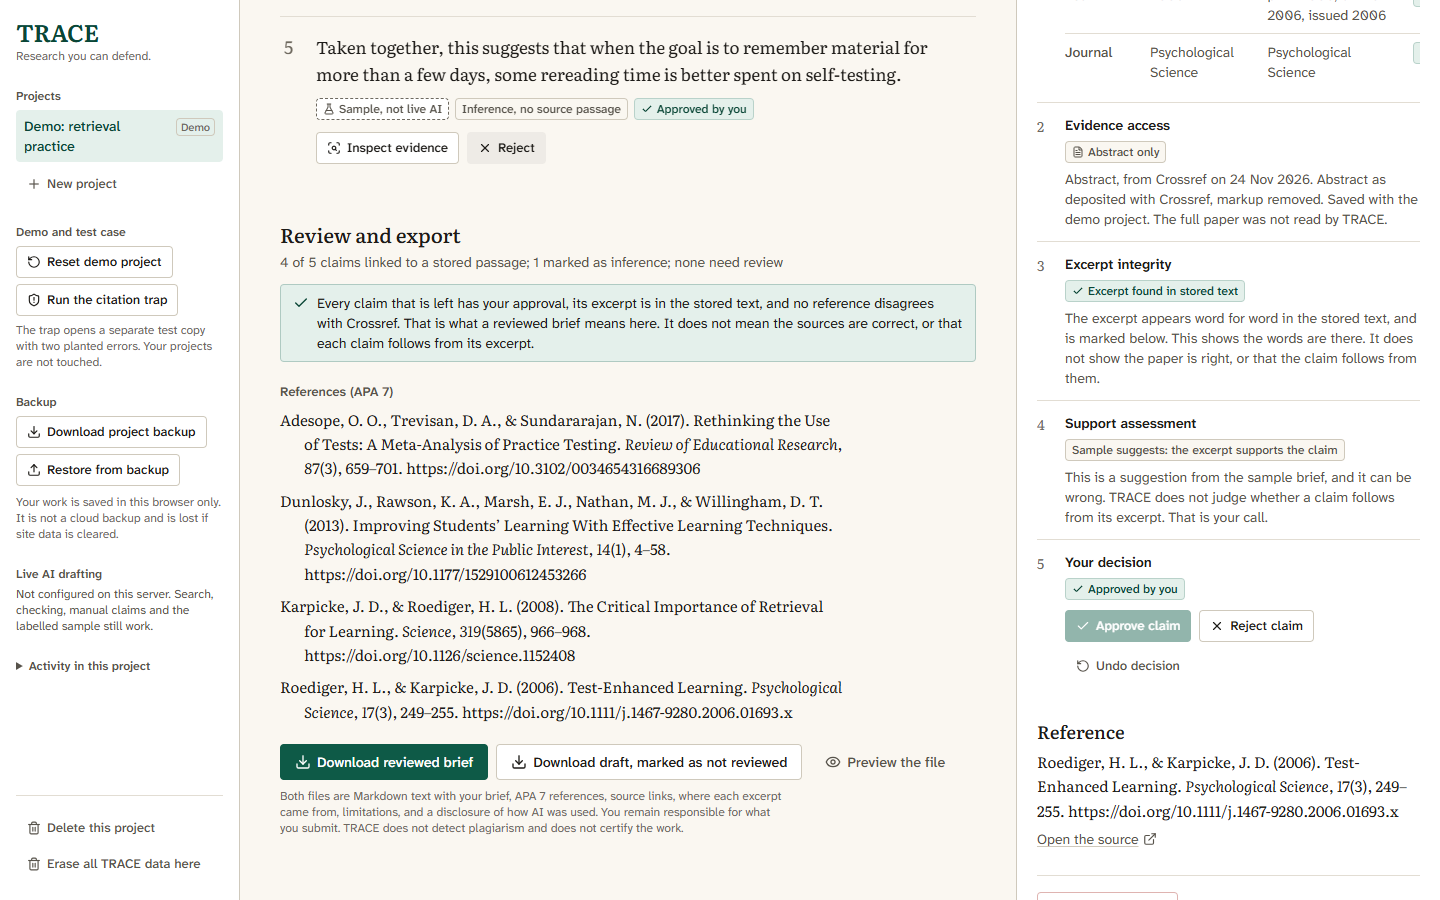 TRACE
Research you can defend.
Projects
Demo: retrieval
practice
Demo
New project
Demo and test case
Reset demo project
Run the citation trap
The trap opens a separate test copy
with two planted errors. Your projects
are not touched.
Backup
Download project backup
Restore from backup
Your work is saved in this browser only.
It is not a cloud backup and is lost if
site data is cleared.
Live AI drafting
Not configured on this server. Search,
checking, manual claims and the
labelled sample still work.
Activity in this project
Delete this project
Erase all TRACE data here
5
Taken together, this suggests that when the goal is to remember material for
more than a few days, some rereading time is better spent on self-testing.
Sample, not live AI
Inference, no source passage
Approved by you
Inspect evidence
Reject
Review and export
4 of 5 claims linked to a stored passage; 1 marked as inference; none need review
Every claim that is left has your approval, its excerpt is in the stored text, and no reference disagrees
with Crossref. That is what a reviewed brief means here. It does not mean the sources are correct, or that
each claim follows from its excerpt.
References (APA 7)
Adesope, O. O., Trevisan, D. A., & Sundararajan, N. (2017). Rethinking the Use
of Tests: A Meta-Analysis of Practice Testing. Review of Educational Research,
87(3), 659–701. https://doi.org/10.3102/0034654316689306
Dunlosky, J., Rawson, K. A., Marsh, E. J., Nathan, M. J., & Willingham, D. T.
(2013). Improving Students’ Learning With Effective Learning Techniques.
Psychological Science in the Public Interest, 14(1), 4–58.
https://doi.org/10.1177/1529100612453266
Karpicke, J. D., & Roediger, H. L. (2008). The Critical Importance of Retrieval
for Learning. Science, 319(5865), 966–968.
https://doi.org/10.1126/science.1152408
Roediger, H. L., & Karpicke, J. D. (2006). Test-Enhanced Learning. Psychological
Science, 17(3), 249–255. https://doi.org/10.1111/j.1467-9280.2006.01693.x
Download reviewed brief
Download draft, marked as not reviewed
Preview the file
Both files are Markdown text with your brief, APA 7 references, source links, where each excerpt
came from, limitations, and a disclosure of how AI was used. You remain responsible for what
you submit. TRACE does not detect plagiarism and does not certify the work.
2006, issued 2006
Journal
Psychological
Science
Psychological
Science
2
Evidence access
Abstract only
Abstract, from Crossref on 24 Nov 2026. Abstract as
deposited with Crossref, markup removed. Saved with the
demo project. The full paper was not read by TRACE.
3
Excerpt integrity
Excerpt found in stored text
The excerpt appears word for word in the stored text, and
is marked below. This shows the words are there. It does
not show the paper is right, or that the claim follows from
them.
4
Support assessment
Sample suggests: the excerpt supports the claim
This is a suggestion from the sample brief, and it can be
wrong. TRACE does not judge whether a claim follows
from its excerpt. That is your call.
5
Your decision
Approved by you
Approve claim
Reject claim
Undo decision
Reference
Roediger, H. L., & Karpicke, J. D. (2006). Test-
Enhanced Learning. Psychological Science, 17(3), 249–
255. https://doi.org/10.1111/j.1467-9280.2006.01693.x
Open the source